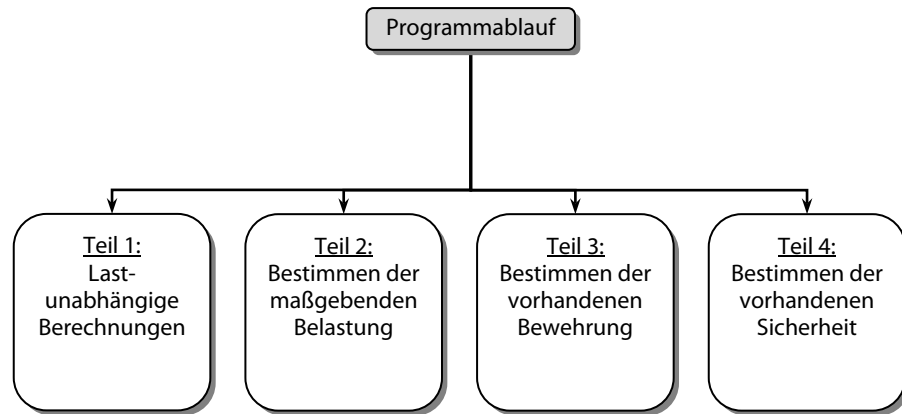 Programmablauf
Teil 1:
Last-
unabhängige
Berechnungen
Teil 2:
Bestimmen der
maßgebenden
Belastung
Teil 3:
Bestimmen der
vorhandenen
Bewehrung
Teil 4:
Bestimmen der
vorhandenen
Sicherheit